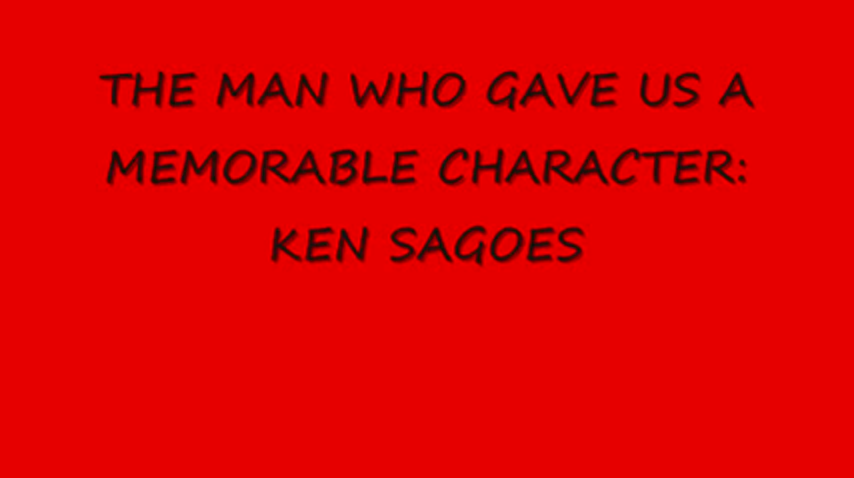 THE MAN WHO GAVE US A
MEMORABLE CHARACTER:
KEN SAGOES